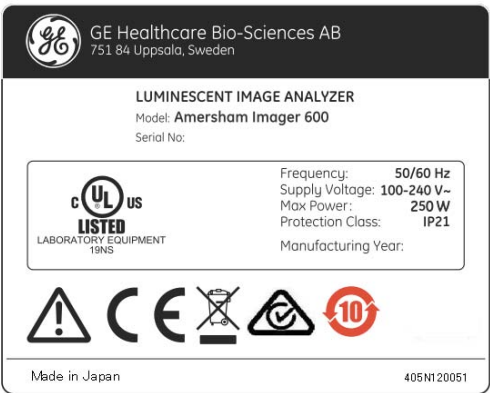 GE Healthcare Bio-Sciences AB
751 84 Uppsala, Sweden
LUMINESCENT IMAGE ANALYZER
Model: Amersham Imager 600
Serial No:
C UL US
®
LISTED
LABORATORY EQUIPMENT
19NS
Frequency: 50/60 Hz
Supply Voltage: 100-240 V~
Max Power: 250 W
Protection Class: IP21
Manufacturing Year:
CE
10
Made in Japan
405N120051